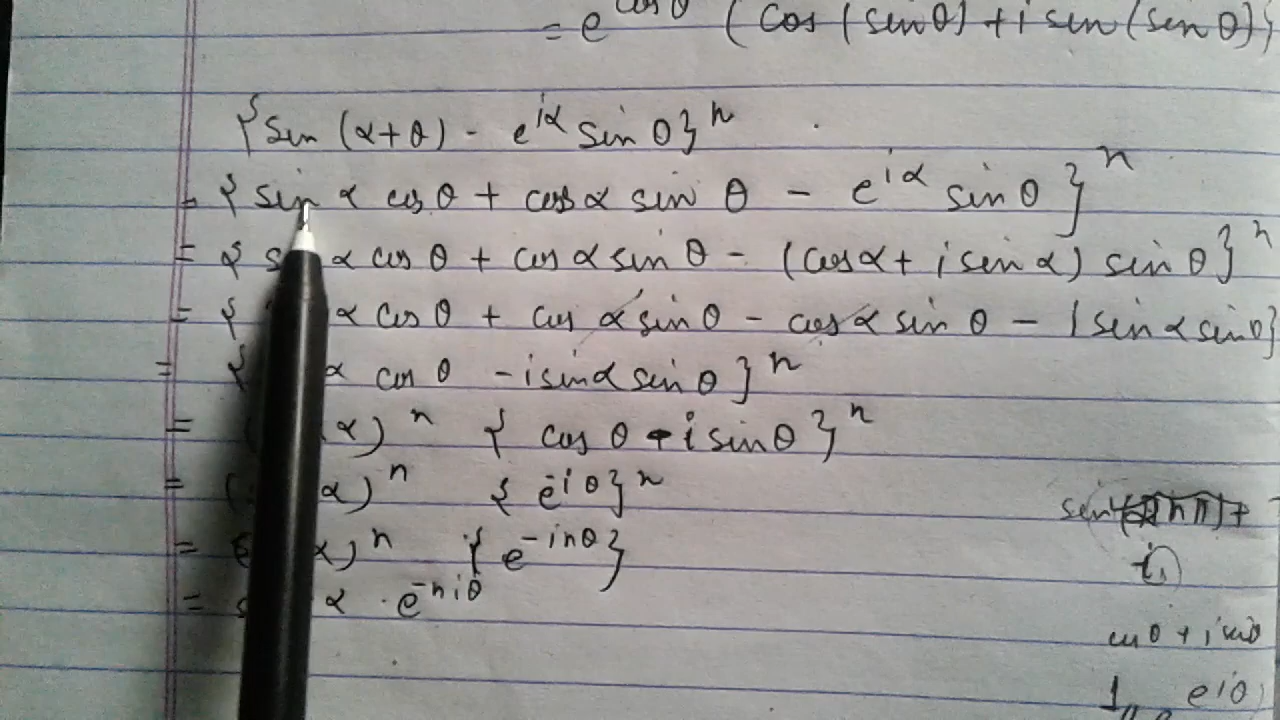 = e^{cos θ} (cos (sin θ) + i sin (sin θ)}
{sin (α+θ) - e^{iα} sin θ}^n
= {sin α cos θ + cos α sin θ - e^{iα} sin θ}^n
= { s α cos θ + cos α sin θ - (cos α + i sin α) sin θ}^n
= { α cos θ + cos α sin θ - cos α sin θ - i sin α sin θ}
= { α cos θ - i sin α sin θ}^n
= ( α)^n { cos θ - i sin θ}^n
= ( α)^n { e^{-iθ}}^n
= ( α)^n { e^{-inθ}}
= s α . e^{-niθ}
i)
cos θ + i sin θ
e^{iθ}